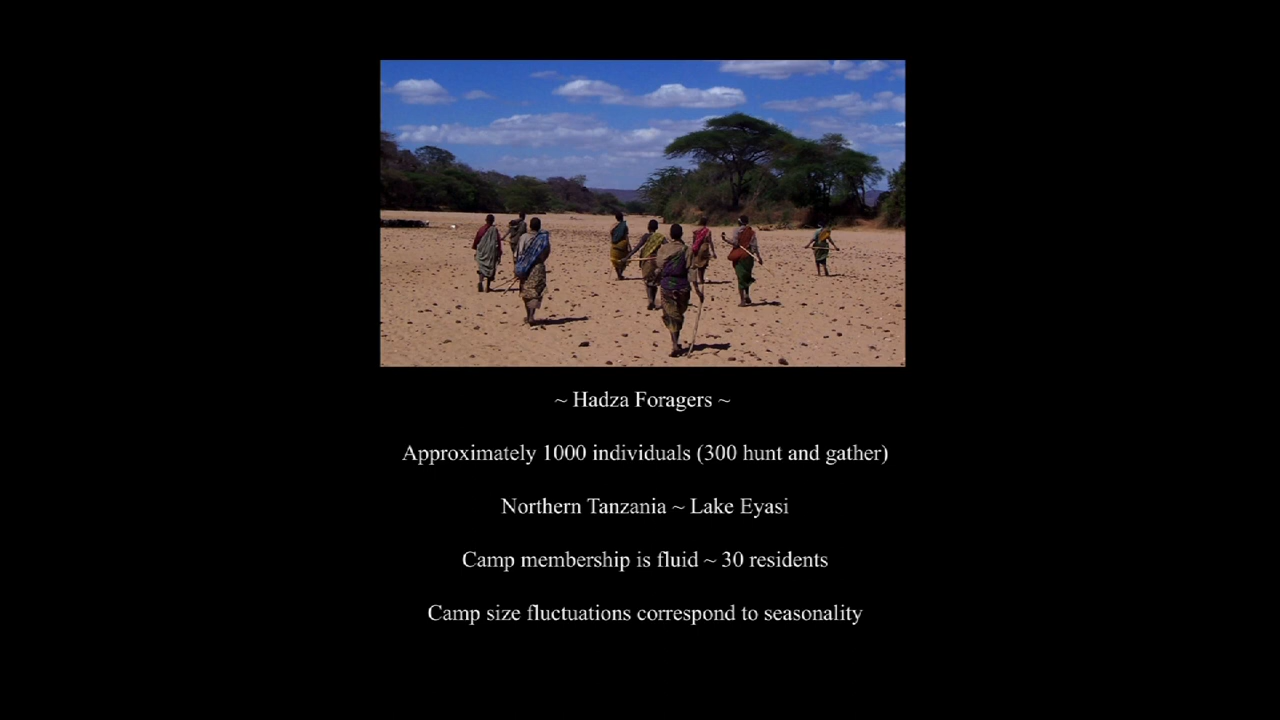 ~ Hadza Foragers ~
Approximately 1000 individuals (300 hunt and gather)
Northern Tanzania ~ Lake Eyasi
Camp membership is fluid ~ 30 residents
Camp size fluctuations correspond to seasonality